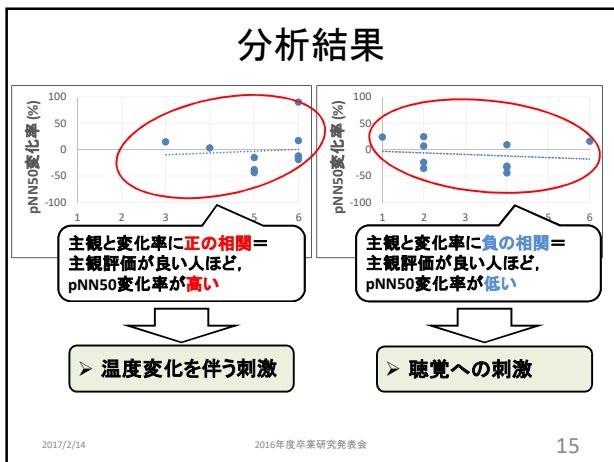 分析結果
pNN50変化率 (%)
100
50
0
-50
-100
1
2
3
5
6
pNN50変化率 (%)
100
50
0
-50
-100
1
2
3
5
6
主観と変化率に正の相関＝
主観評価が良い人ほど，
pNN50変化率が高い
主観と変化率に負の相関＝
主観評価が良い人ほど，
pNN50変化率が低い
➢ 温度変化を伴う刺激
➢ 聴覚への刺激
2017/2/14
2016年度卒業研究発表会
15